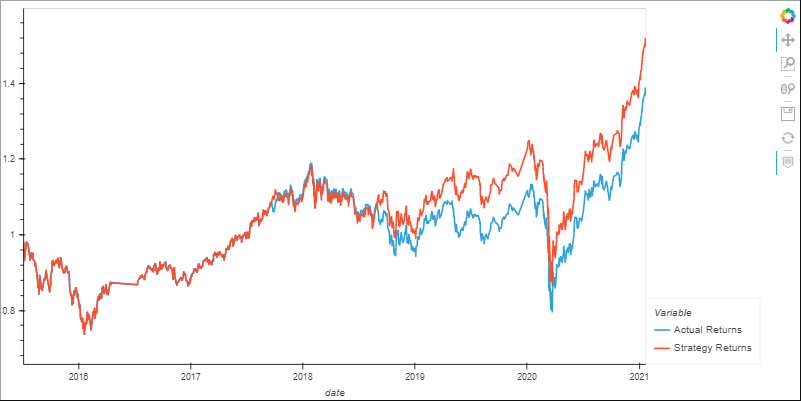 1.4
1.2
1
0.8
2016 2017 2018 2019 2020 2021
date
Variable
Actual Returns
Strategy Returns